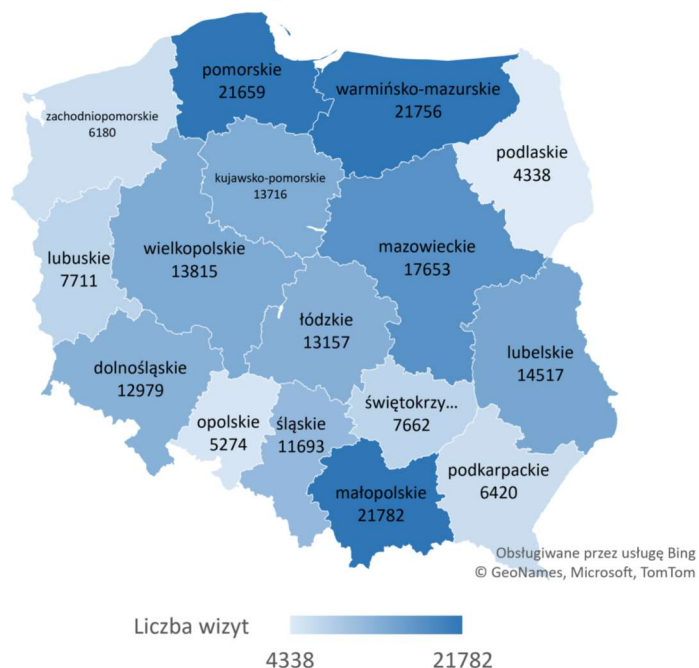 pomorskie
21659
warmińsko-mazurskie
21756
zachodniopomorskie
6180
podlaskie
4338
kujawsko-pomorskie
13716
wielkopolskie
13815
mazowieckie
17653
lubuskie
7711
łódzkie
13157
lubelskie
14517
dolnośląskie
12979
świętokrzy...
7662
opolskie
5274
śląskie
11693
podkarpackie
6420
małopolskie
21782
Obsługiwane przez usługę Bing
© GeoNames, Microsoft, TomTom
Liczba wizyt
4338
21782